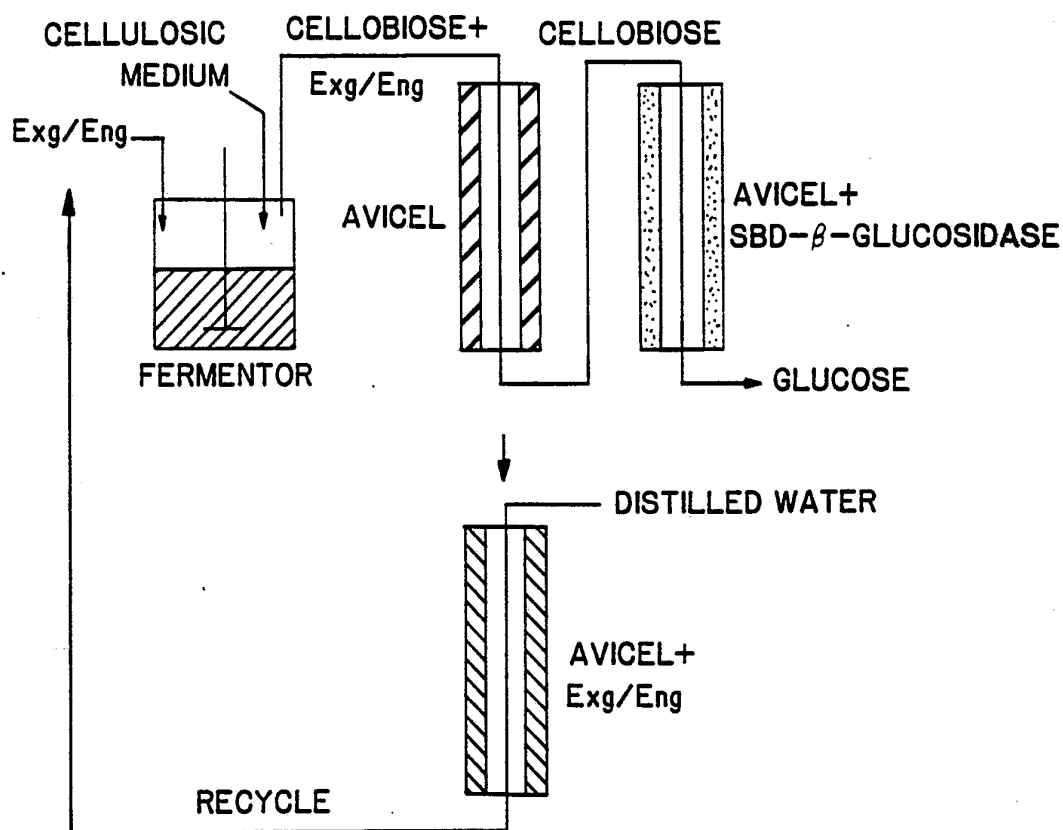 CELLULOSIC
MEDIUM
Exg/Eng
CELLOBIOSE+
Exg/Eng
CELLOBIOSE
AVICEL
AVICEL+
SBD-β-GLUCOSIDASE
FERMENTOR
GLUCOSE
DISTILLED WATER
AVICEL+
Exg/Eng
RECYCLE